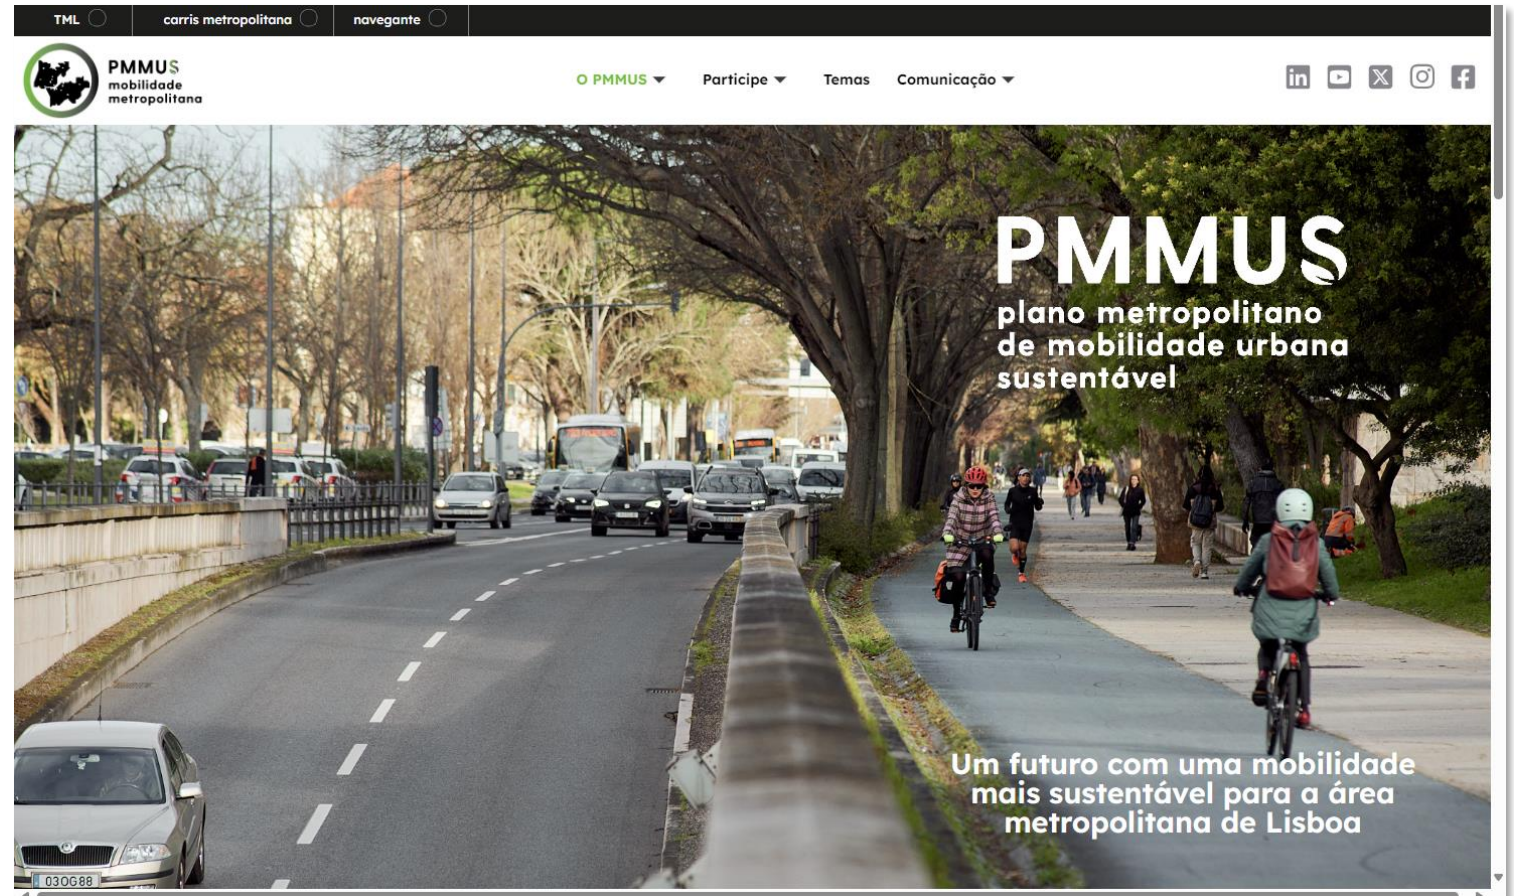 TML
carris metropolitana
navegante
PMMUS
mobilidade
metropolitana
O PMMUS
Participe
Temas
Comunicação
in
X
f
PMMUS
plano metropolitano
de mobilidade urbana
sustentável
Um futuro com uma mobilidade
mais sustentável para a área
metropolitana de Lisboa
03OG88